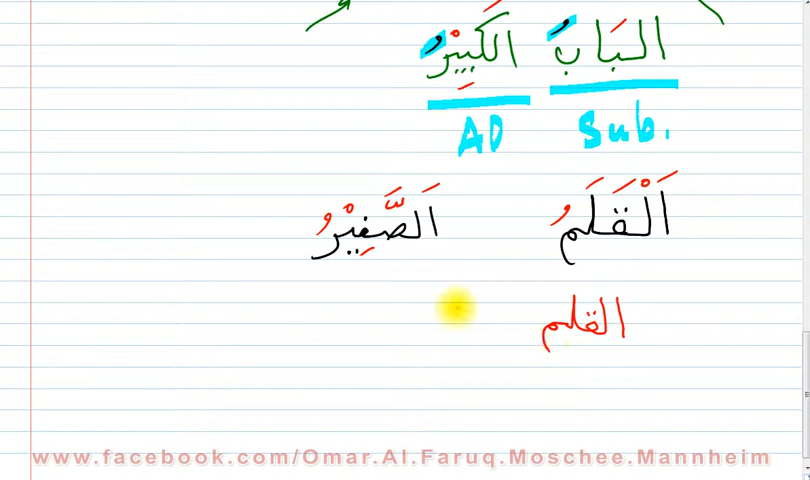 البَابُ الكَبِيْرُ
Sub. AD
اَلْقَلَمُ اَلصَّغِيْرُ
القلم
www.facebook.com/Omar.Al.Faruq.Moschee.Mannheim